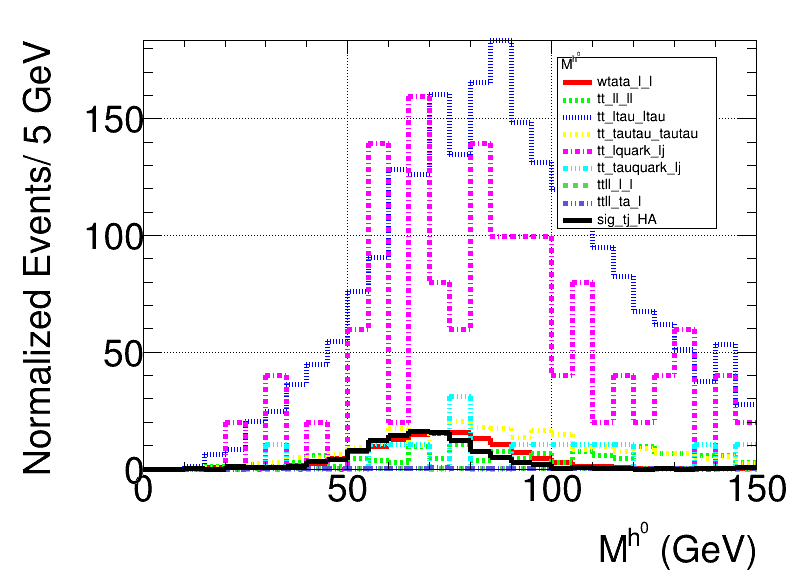 Normalized Events/ 5 GeV
150
100
50
0
0 50 100 150
M^{h^0} (GeV)
M^{h^0}
wtata_l_l
tt_ll_ll
tt_ltau_ltau
tt_tautau_tautau
tt_lquark_lj
tt_tauquark_lj
ttll_l_l
ttll_ta_l
sig_tj_HA